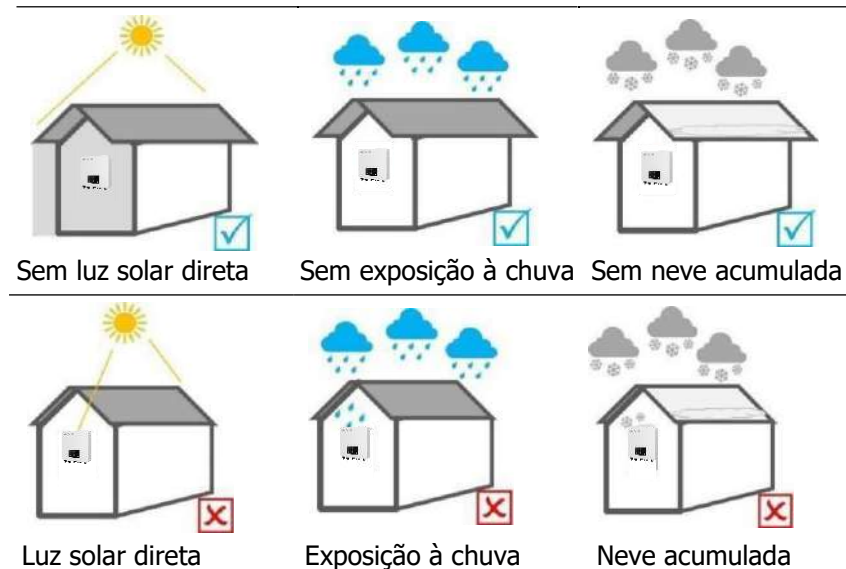 Sem luz solar direta
Sem exposição à chuva
Sem neve acumulada
Luz solar direta
Exposição à chuva
Neve acumulada